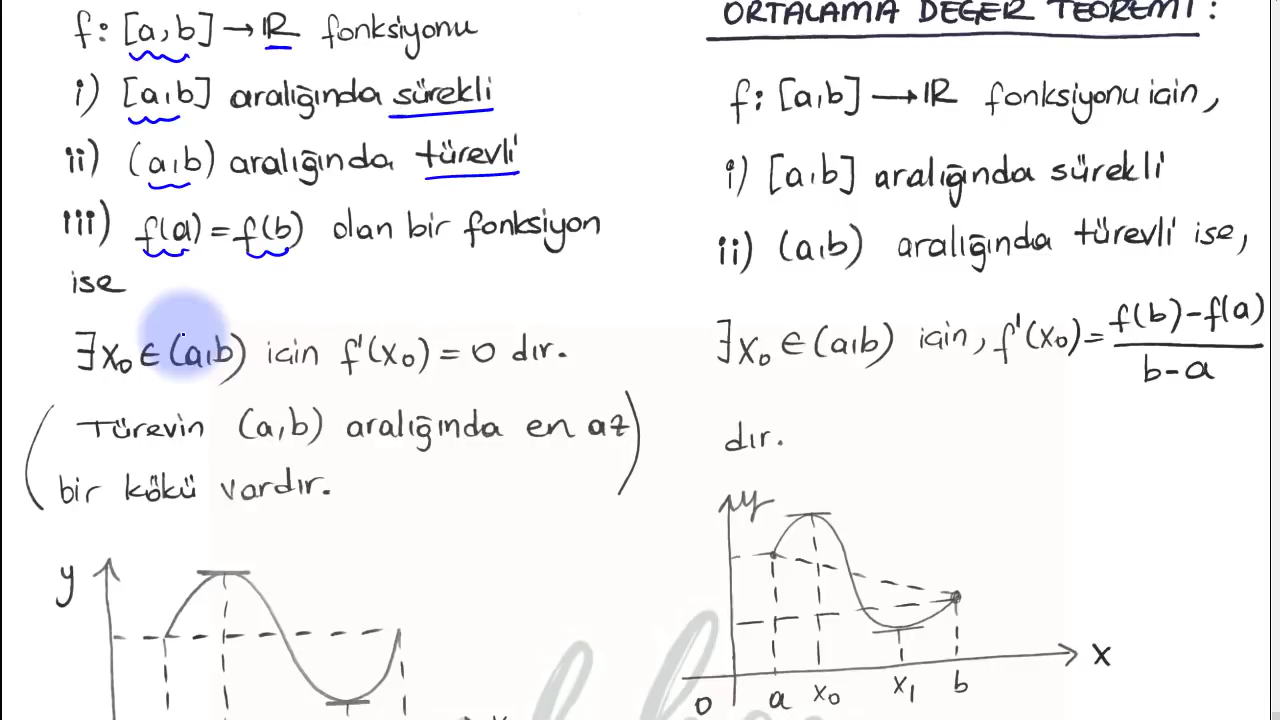 f: [a,b] → IR fonksiyonu
i) [a,b] aralığında sürekli
ii) (a,b) aralığında türevli
iii) f(a) = f(b) olan bir fonksiyon
ise
∃x₀ ∈ (a,b) için f'(x₀) = 0 dır.
(Türevin (a,b) aralığında en az
bir kökü vardır.)
y
ORTALAMA DEĞER TEOREMİ:
f: [a,b] → IR fonksiyonu için,
i) [a,b] aralığında sürekli
ii) (a,b) aralığında türevli ise,
∃x₀ ∈ (a,b) için, f'(x₀) = f(b)-f(a)
b-a
dır.
y
x
0 a x₀ x₁ b